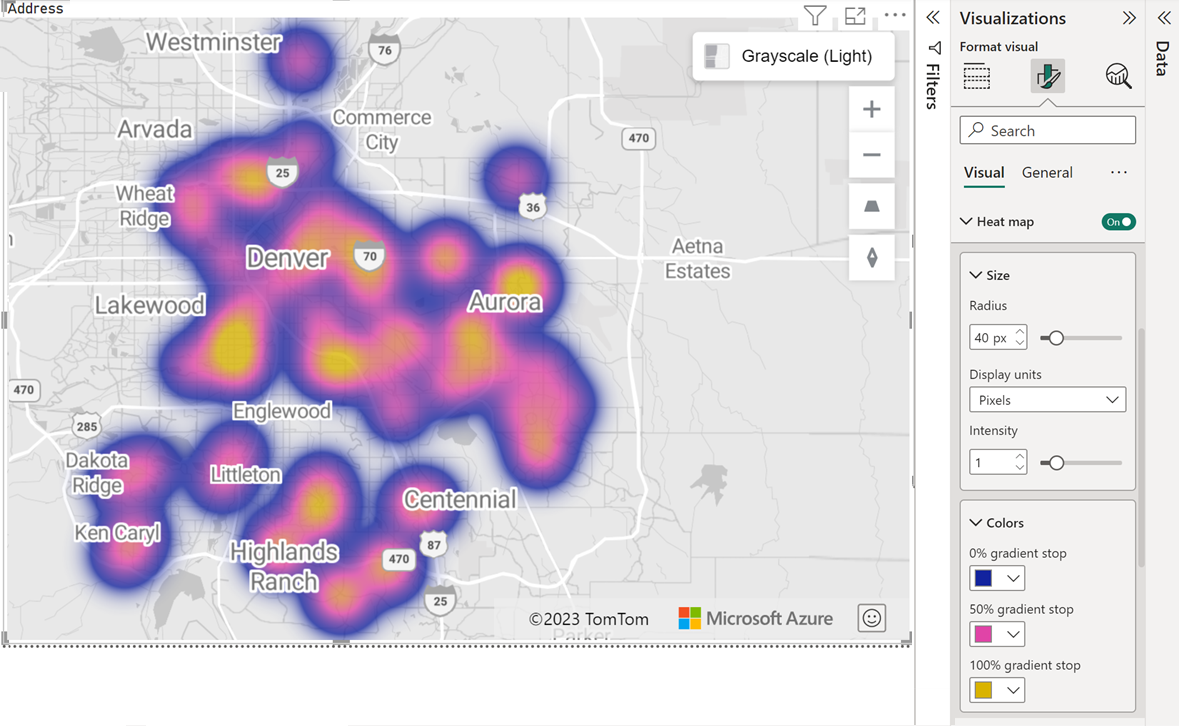 Address
Westminster
76
Grayscale (Light)
Commerce
City
Arvada
470
25
Wheat
Ridge
36
Denver
70
Aetna
Estates
Lakewood
Aurora
470
Englewood
285
Dakota
Ridge
Littleton
Centennial
Ken Caryl
87
Highlands
Ranch
470
25
©2023 TomTom
Microsoft Azure
Parker
Filters
Visualizations
Format visual
Search
Visual
General
Heat map
On
Size
Radius
40 px
Display units
Pixels
Intensity
1
Colors
0% gradient stop
50% gradient stop
100% gradient stop
Data